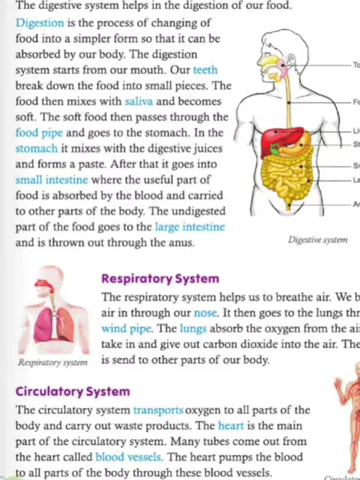 The digestive system helps in the digestion of our food.
Digestion is the process of changing of
food into a simpler form so that it can be
absorbed by our body. The digestion
system starts from our mouth. Our teeth
break down the food into small pieces. The
food then mixes with saliva and becomes
soft. The soft food then passes through the
food pipe and goes to the stomach. In the
stomach it mixes with the digestive juices
and forms a paste. After that it goes into
small intestine where the useful part of
food is absorbed by the blood and carried
to other parts of the body. The undigested
part of the food goes to the large intestine
and is thrown out through the anus.
Digestive system
Respiratory System
The respiratory system helps us to breathe air. We b
air in through our nose. It then goes to the lungs thr
wind pipe. The lungs absorb the oxygen from the ai
take in and give out carbon dioxide into the air. The
is send to other parts of our body.
Respiratory system
Circulatory System
The circulatory system transports oxygen to all parts of the
body and carry out waste products. The heart is the main
part of the circulatory system. Many tubes come out from
the heart called blood vessels. The heart pumps the blood
to all parts of the body through these blood vessels.